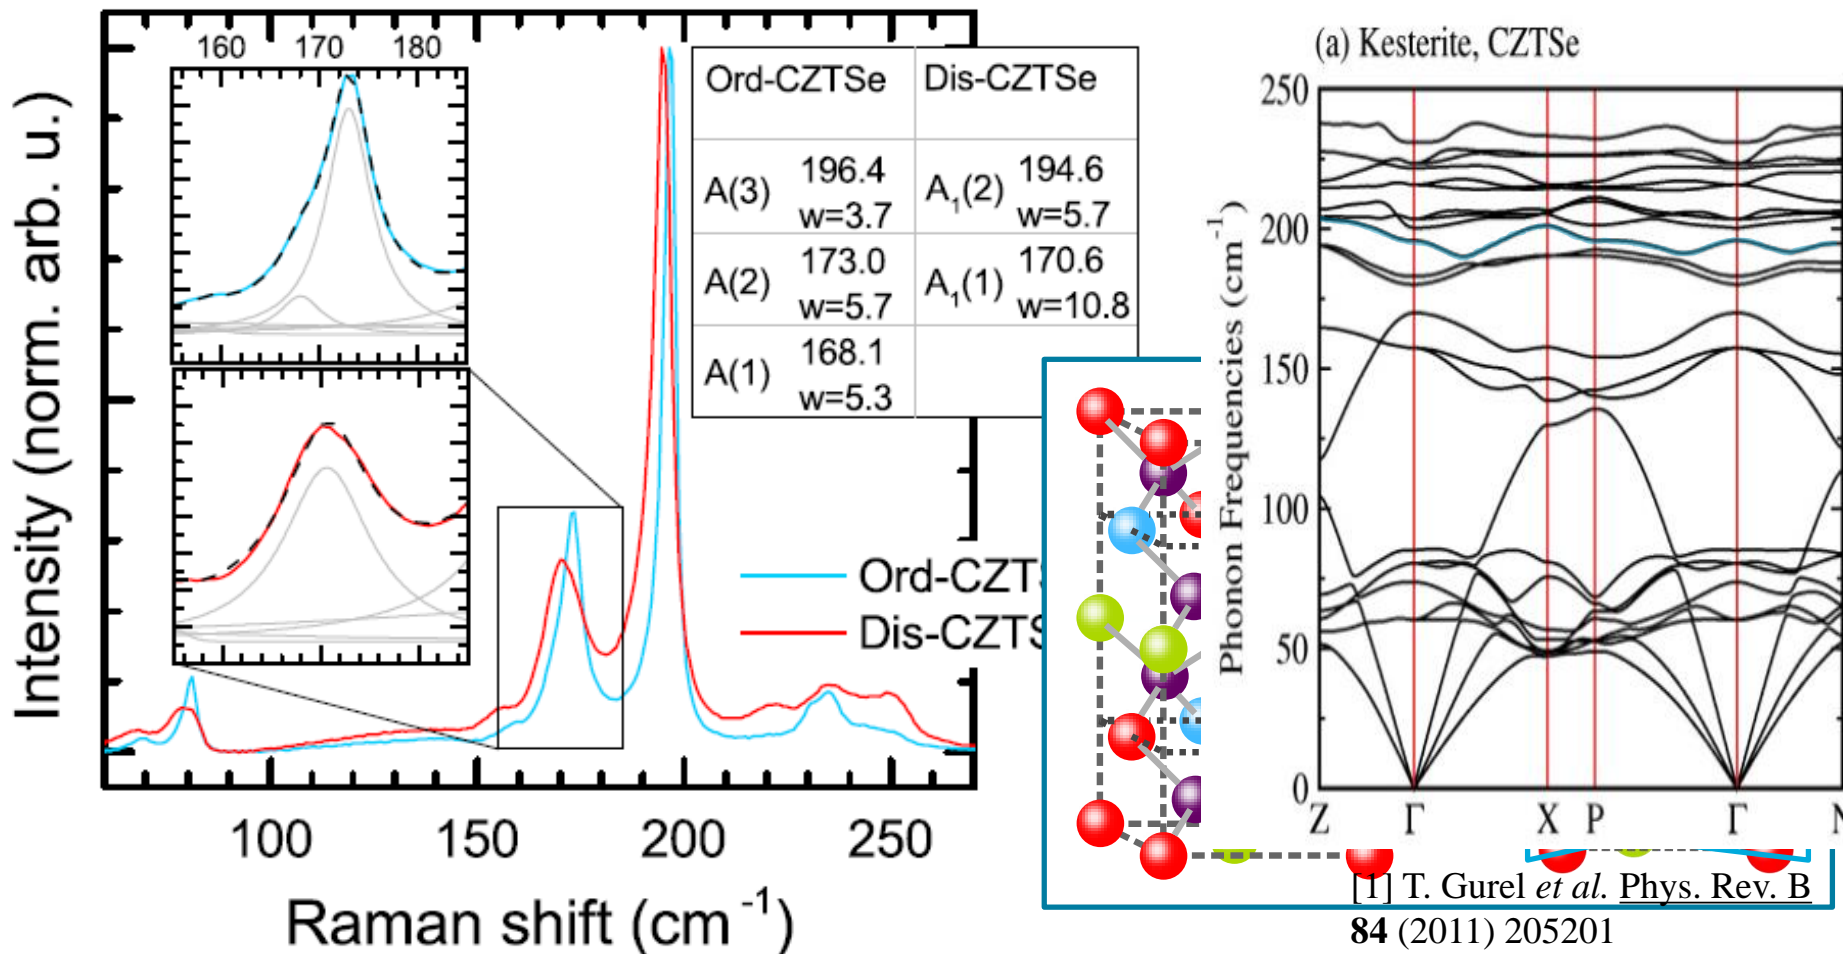 160 170 180
Intensity (norm. arb. u.)
Ord-CZTSe Dis-CZTSe
A(3) 196.4 w=3.7 A₁(2) 194.6 w=5.7
A(2) 173.0 w=5.7 A₁(1) 170.6 w=10.8
A(1) 168.1 w=5.3
Ord-CZTS
Dis-CZTS
100 150 200 250
Raman shift (cm⁻¹)
(a) Kesterite, CZTSe
Phonon Frequencies (cm⁻¹)
250
200
150
100
50
0
Z Γ X P Γ N
[1] T. Gurel et al. Phys. Rev. B
84 (2011) 205201